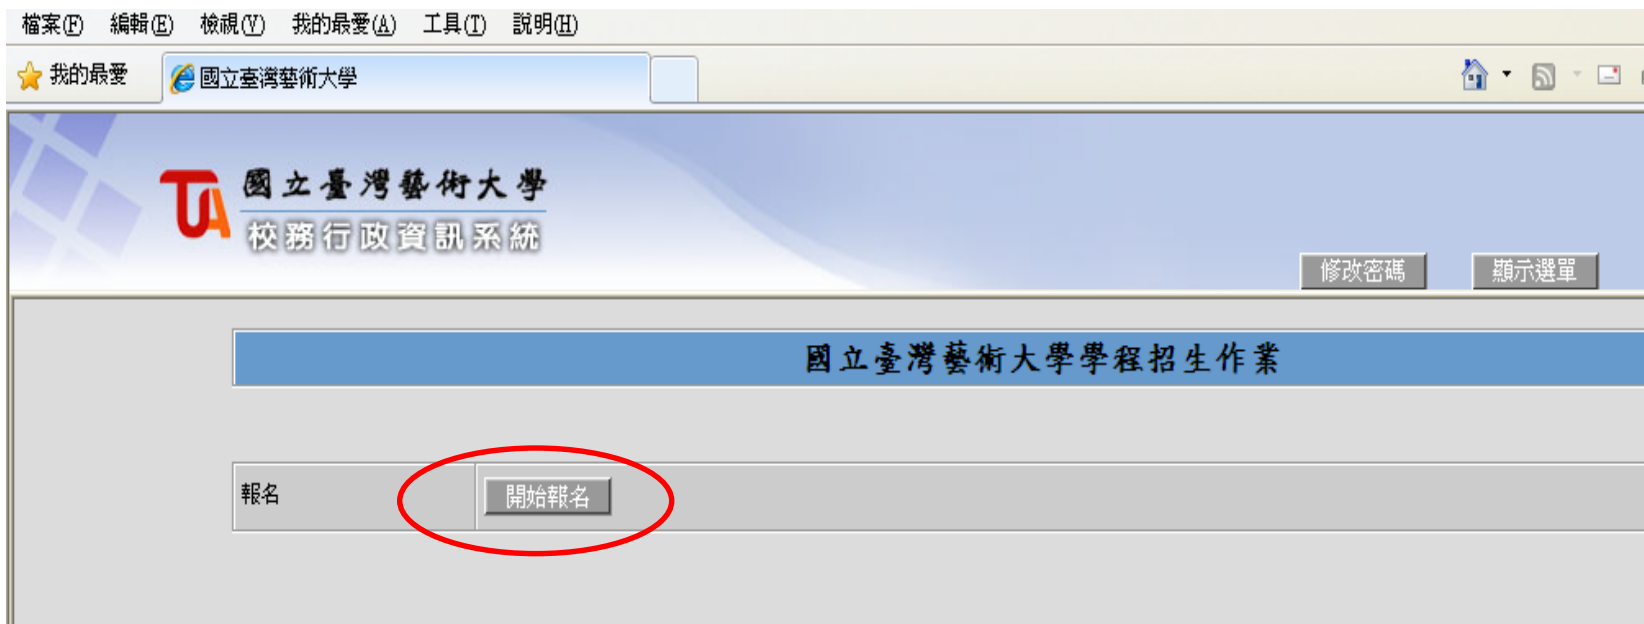 檔案(F) 編輯(E) 檢視(V) 我的最愛(A) 工具(T) 說明(H)
我的最愛 國立臺灣藝術大學
國立臺灣藝術大學
校務行政資訊系統
修改密碼 顯示選單
國立臺灣藝術大學學程招生作業
報名 開始報名